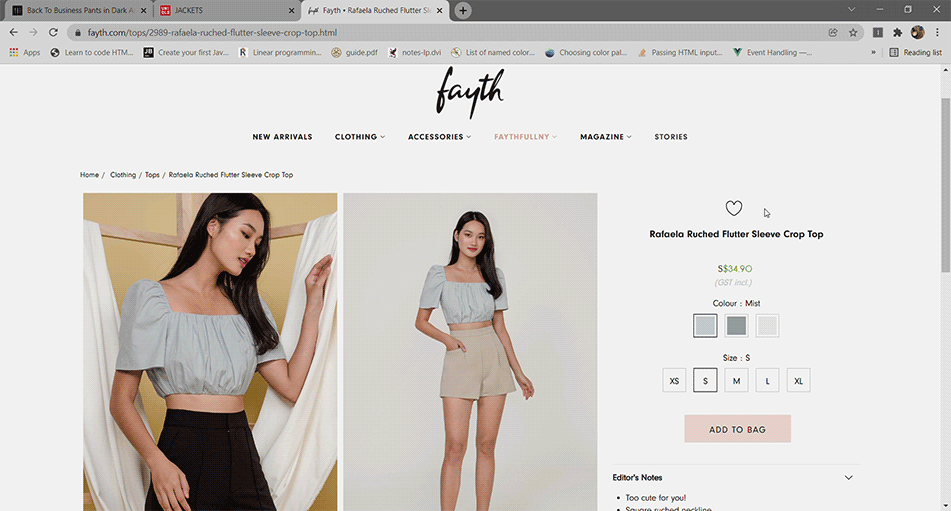 Back To Business Pants in Dark A
UNI QLO JACKETS
Fayth • Rafaela Ruched Flutter Sl
fayth.com/tops/2989-rafaela-ruched-flutter-sleeve-crop-top.html
Apps
Learn to code HTM...
JB Create your first Jav...
R Linear programmin...
guide.pdf
notes-lp.dvi
List of named color...
Choosing color pal...
Passing HTML input...
Event Handling —...
»
Reading list
fayth
NEW ARRIVALS
CLOTHING
ACCESSORIES
FAYTHFULLNY
MAGAZINE
STORIES
Home / Clothing / Tops / Rafaela Ruched Flutter Sleeve Crop Top
Rafaela Ruched Flutter Sleeve Crop Top
S$34.90
(GST incl.)
Colour : Mist
Size : S
XS S M L XL
ADD TO BAG
Editor's Notes
• Too cute for you!
• Square ruched neckline